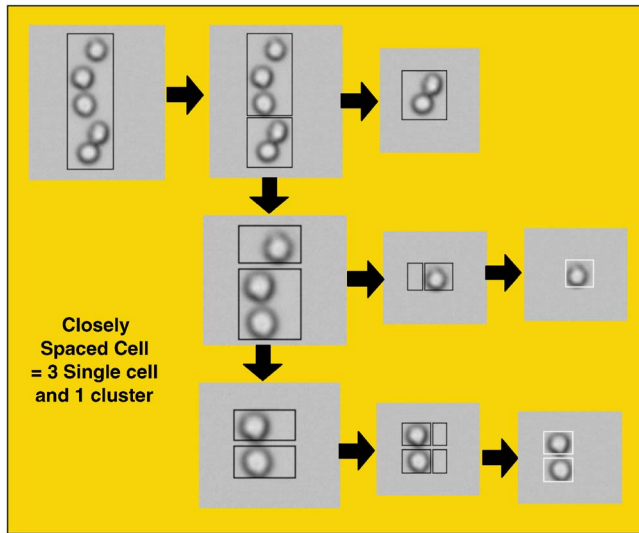 Closely
Spaced Cell
= 3 Single cell
and 1 cluster